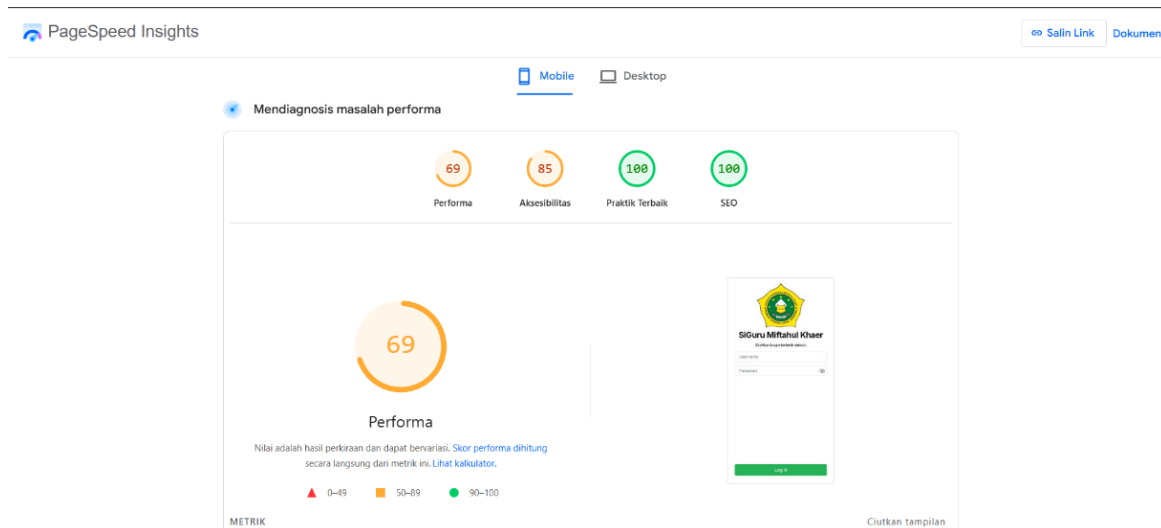 PageSpeed Insights
Salin Link
Dokumen
Mobile
Desktop
Mendiagnosis masalah performa
69
85
100
100
Performa
Aksesibilitas
Praktik Terbaik
SEO
69
Performa
Nilai adalah hasil perkiraan dan dapat bervariasi. Skor performa dihitung
secara langsung dari metrik ini. Lihat kalkulator.
0–49
50–89
90–100
SiGuru Miftahul Khaer
Username
Password
Log in
METRIK
Ciutkan tampilan